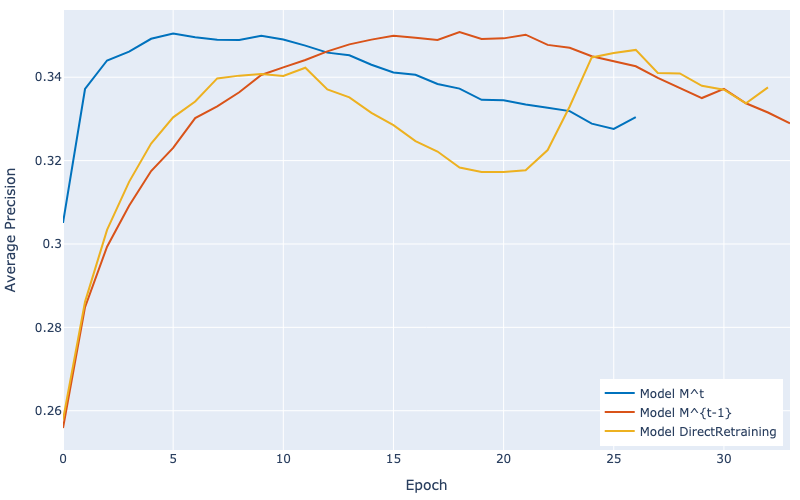 Average Precision
0.34
0.32
0.3
0.28
0.26
0 5 10 15 20 25 30
Epoch
Model M^t
Model M^{t-1}
Model DirectRetraining